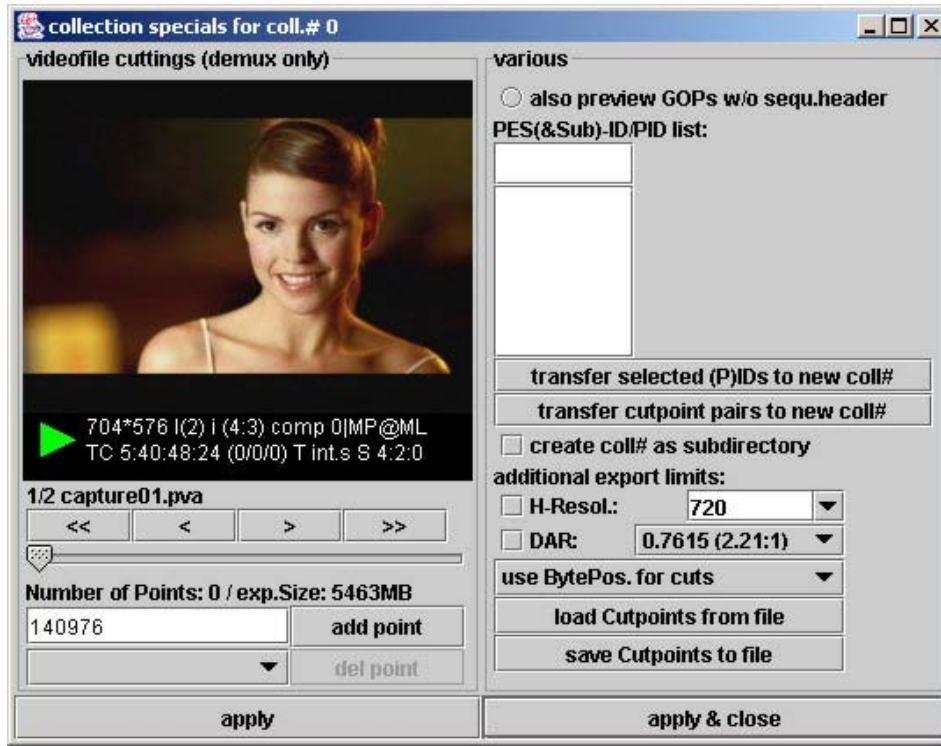 collection specials for coll.# 0
videofile cuttings (demux only)
704*576 I(2) i (4:3) comp 0|MP@ML
TC 5:40:48:24 (0/0/0) T int.s S 4:2:0
1/2 capture01.pva
<< < > >>
Number of Points: 0 / exp.Size: 5463MB
140976 add point
del point
apply
various
also preview GOPs w/o sequ.header
PES(&Sub)-ID/PID list:
transfer selected (P)IDs to new coll#
transfer cutpoint pairs to new coll#
create coll# as subdirectory
additional export limits:
H-Resol.: 720
DAR: 0.7615 (2.21:1)
use BytePos. for cuts
load Cutpoints from file
save Cutpoints to file
apply & close